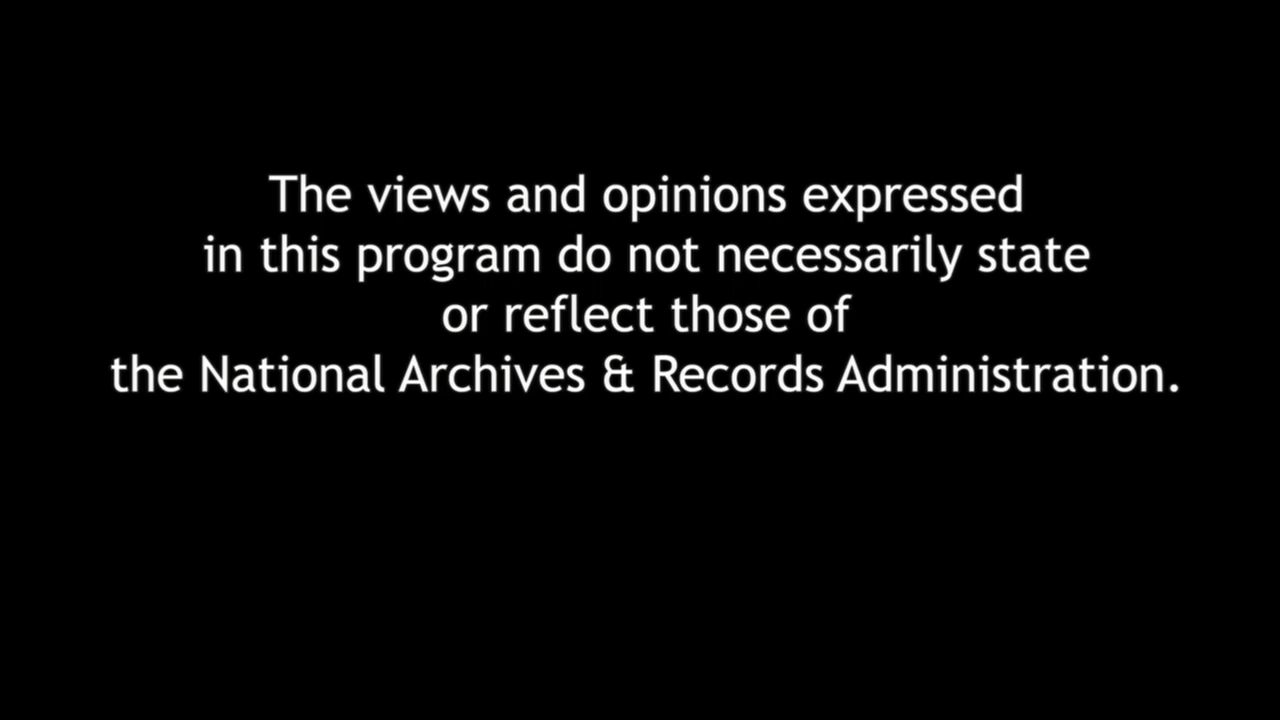 The views and opinions expressed
in this program do not necessarily state
or reflect those of
the National Archives & Records Administration.